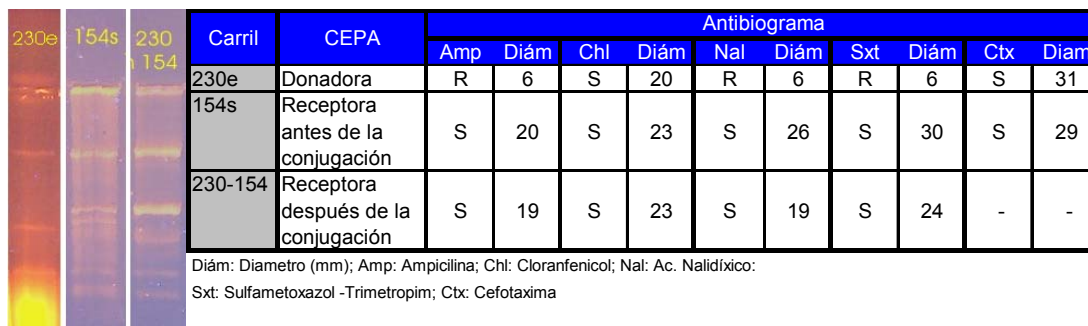 230e 154s 230
n 154
Carril CEPA Antibiograma
Amp Diám Chl Diám Nal Diám Sxt Diám Ctx Diam
230e Donadora R 6 S 20 R 6 R 6 S 31
154s Receptora
antes de la
conjugación
S 20 S 23 S 26 S 30 S 29
230-154 Receptora
después de la
conjugación
S 19 S 23 S 19 S 24 - -
Diám: Diametro (mm); Amp: Ampicilina; Chl: Cloranfenicol; Nal: Ac. Nalidíxico:
Sxt: Sulfametoxazol -Trimetropim; Ctx: Cefotaxima